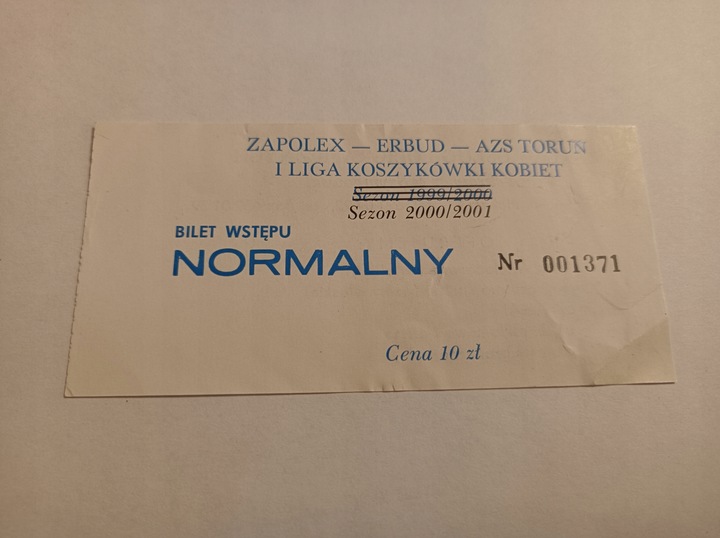 ZAPOLEX — ERBUD — AZS TORUŃ
I LIGA KOSZYKÓWKI KOBIET
Sezon 1999/2000
Sezon 2000/2001
BILET WSTĘPU
NORMALNY
Nr 001371
Cena 10 zł